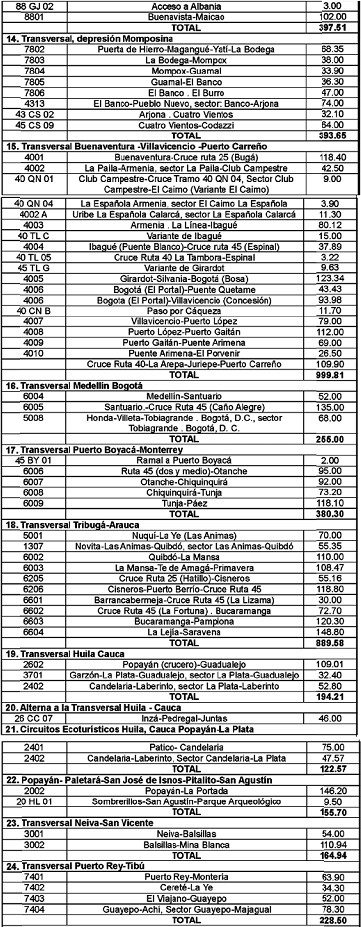 88 GJ 02 Acceso a Albania 3.00
8801 Buenavista-Maicao 102.00
TOTAL 397.51
14. Transversal, depresión Momposina
7802 Puerta de Hierro-Magangué-Yatí-La Bodega 68.35
7803 La Bodega-Mompox 38.00
7804 Mompox-Guamal 33.90
7805 Guamal-El Banco 36.30
7806 El Banco . El Burro 47.00
4313 El Banco-Pueblo Nuevo, sector: Banco-Arjona 74.00
43 CS 02 Arjona . Cuatro Vientos 32.10
45 CS 09 Cuatro Vientos-Codazzi 64.00
TOTAL 393.65
15. Transversal Buenaventura -Villavicencio -Puerto Carreño
4001 Buenaventura-Cruce ruta 25 (Bugá) 118.40
4002 La Paila-Armenia, sector La Paila-Club Campestre 42.50
40 QN 01 Club Campestre-Cruce Tramo 40 QN 04, Sector Club 9.00
Campestre-El Caimo (Variante El Caimo)
40 QN 04 La Española Armenia, sector El Caimo La Española 3.90
4002 A Uribe La Española Calarcá, sector La Española Calarcá 11.30
4003 Armenia . La Línea-Ibagué 80.12
40 TL C Variante de Ibagué 15.00
4004 Ibagué (Puente Blanco)-Cruce ruta 45 (Espinal) 37.89
40 TL 05 Cruce Ruta 40 La Tambora-Espinal 3.22
45 TL G Variante de Girardot 9.63
4005 Girardot-Silvania-Bogotá (Bosa) 123.34
4006 Bogotá (El Portal)-Puente Quetame 43.43
4006 Bogota (El Portal)-Villavicencio (Concesión) 93.98
40 CN B Paso por Cáqueza 11.70
4007 Villavicencio-Puerto López 79.00
4008 Puerto López-Puerto Gaitán 112.00
4009 Puerto Gaitán-Puente Arimena 69.00
4010 Puente Arimena-El Porvenir 26.50
Cruce Ruta 40-La Arepa-Juriepe-Puerto Carreño 109.90
TOTAL 999.81
16. Transversal Medellín Bogotá
6004 Medellín-Santuario 52.00
6005 Santuario.-Cruce Ruta 45 (Caño Alegre) 135.00
5008 Honda-Villeta-Tobiagrande . Bogotá, D.C., sector 68.00
Tobiagrande . Bogotá, D. C.
TOTAL 255.00
17. Transversal Puerto Boyacá-Monterrey
45 BY 01 Ramal a Puerto Boyacá 2.00
6006 Ruta 45 (dos y medio)-Otanche 95.00
6007 Otanche-Chiquinquirá 92.00
6008 Chiquinquirá-Tunja 73.20
6009 Tunja-Páez 118.10
TOTAL 380.30
18. Transversal Tribugá-Arauca
5001 Nuquí-La Ye (Las Animas) 70.00
1307 Novita-Las Animas-Quibdó, sector Las Animas-Quibdó 55.35
6002 Quibdó-La Mansa 110.00
6003 La Mansa-Te de Amagá-Primavera 108.47
6205 Cruce Ruta 25 (Hatillo)-Cisneros 55.16
6206 Cisneros-Puerto Berrío-Cruce Ruta 45 118.80
6601 Barrancabermeja-Cruce Ruta 45 (La Lizama) 30.00
6602 Cruce Ruta 45 (La Fortuna) . Bucaramanga 72.70
6603 Bucaramanga-Pamplona 120.30
6604 La Lejía-Saravena 148.80
TOTAL 889.58
19. Transversal Huila Cauca
2602 Popayán (crucero)-Guadualejo 109.01
3701 Garzón-La Plata-Guadualejo, sector La Plata-Guadualejo 32.40
2402 Candelaria-Laberinto, sector La Plata-Laberinto 52.80
TOTAL 194.21
20. Alterna a la Transversal Huila - Cauca
26 CC 07 Inzá-Pedregal-Juntas 46.00
21. Circuitos Ecoturísticos Huila, Cauca Popayán-La Plata
2401 Patico- Candelaria 75.00
2402 Candelaria-Laberinto, Sector Candelaria-La Plata 47.57
TOTAL 122.57
22. Popayán- Paletará-San José de Isnos-Pitalito-San Agustín
2002 Popayán-La Portada 146.20
20 HL 01 Sombrerillos-San Agustín-Parque Arqueológico 9.50
TOTAL 155.70
23. Transversal Neiva-San Vicente
3001 Neiva-Balsillas 54.00
3002 Balsillas-Mina Blanca 110.94
TOTAL 164.94
24. Transversal Puerto Rey-Tibú
7401 Puerto Rey-Montería 63.90
7402 Cereté-La Ye 34.30
7403 El Viajano-Guayepo 52.00
7404 Guayepo-Achí, Sector Guayepo-Majagual 78.30
TOTAL 228.50